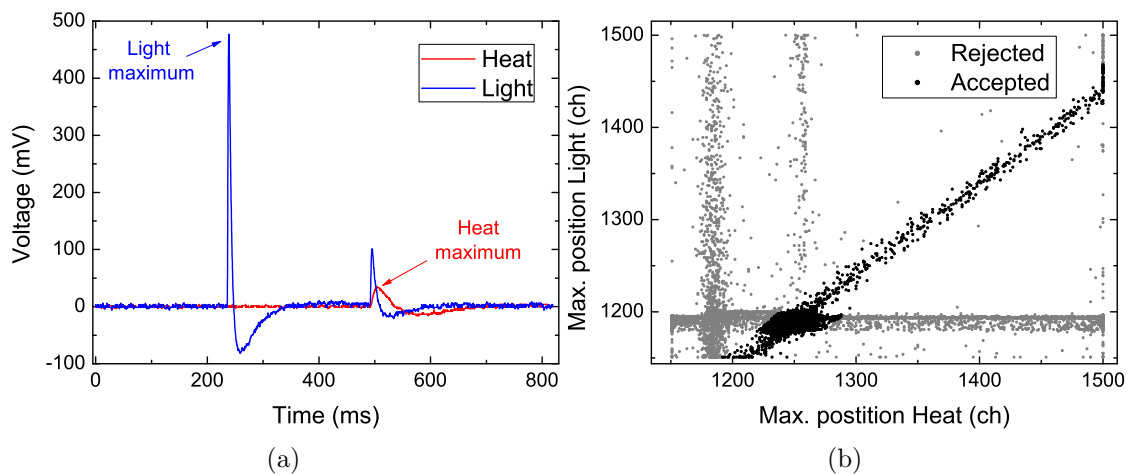 500
400
300
200
100
0
-100
Voltage (mV)
Light
maximum
Heat
Light
Heat
maximum
0
200
400
600
800
Time (ms)
(a)
1500
1400
1300
1200
Max. position Light (ch)
Rejected
Accepted
1200
1300
1400
1500
Max. postition Heat (ch)
(b)